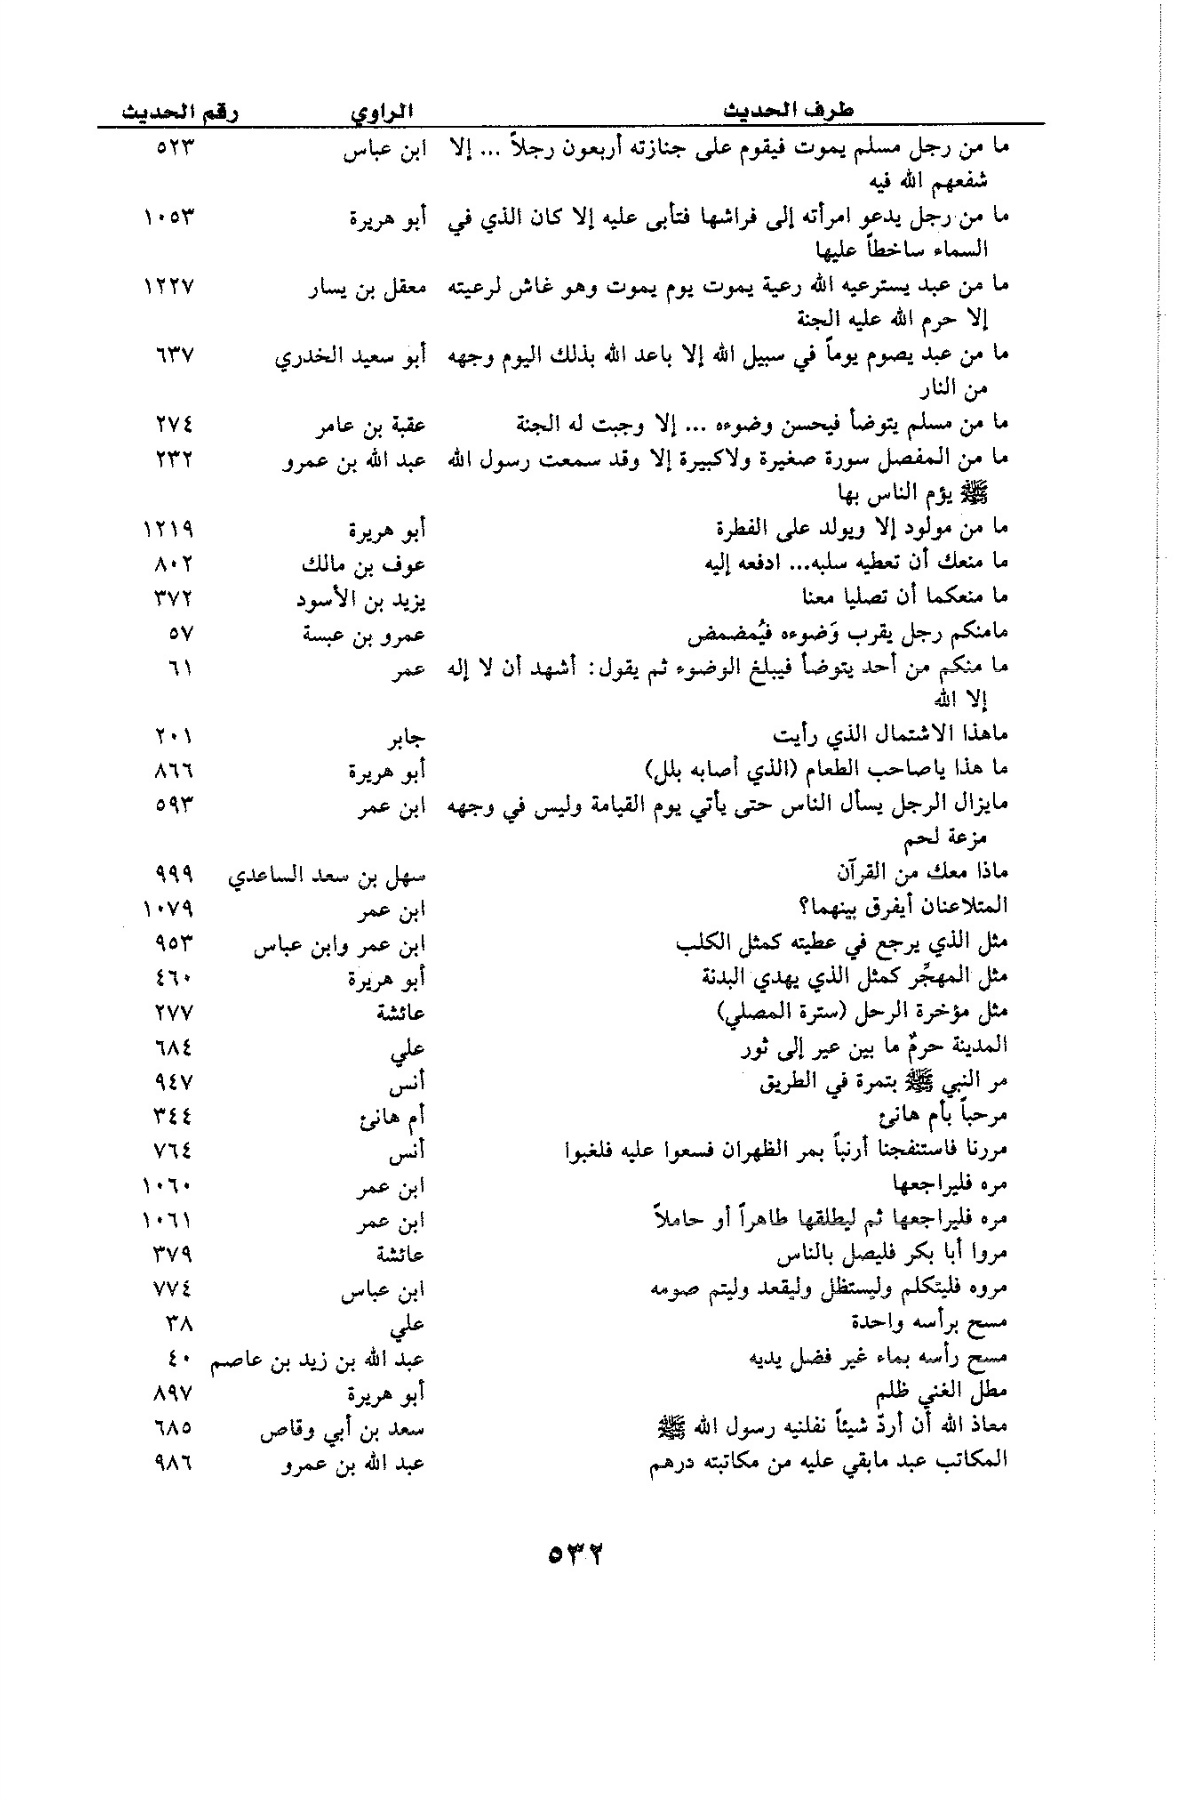 طرف الحديث الراوي رقم الحديث
ما من رجل مسلم يموت فيقوم على جنازته أربعون رجلاً ... إلا ابن عباس ٥٢٣
شفعهم الله فيه
ما من رجل يدعو امرأته إلى فراشها فتأبى عليه إلا كان الذي في أبو هريرة ١٠٥٣
السماء ساخطاً عليها
ما من عبد يسترعيه الله رعية يموت يوم يموت وهو غاش لرعيته معقل بن يسار ١٢٢٧
إلا حرم الله عليه الجنة
ما من عبد يصوم يوماً في سبيل الله إلا باعد الله بذلك اليوم وجهه أبو سعيد الخدري ٦٣٧
من النار
ما من مسلم يتوضأ فيحسن وضوءه ... إلا وجبت له الجنة عقبة بن عامر ٢٧٤
ما من المفصل سورة صغيرة ولاكبيرة إلا وقد سمعت رسول الله عبد الله بن عمرو ٢٣٢
ﷺ يؤم الناس بها
ما من مولود إلا ويولد على الفطرة أبو هريرة ١٢١٩
ما منعك أن تعطيه سلبه... ادفعه إليه عوف بن مالك ٨٠٢
ما منعكما أن تصليا معنا يزيد بن الأسود ٣٧٢
مامنكم رجل يقرب وَضوءه فيُمضمض عمرو بن عبسة ٥٧
ما منكم من أحد يتوضأ فيبلغ الوضوء ثم يقول: أشهد أن لا إله عمر ٦١
إلا الله
ماهذا الاشتمال الذي رأيت جابر ٢٠١
ما هذا ياصاحب الطعام (الذي أصابه بلل) أبو هريرة ٨٦٦
مايزال الرجل يسأل الناس حتى يأتي يوم القيامة وليس في وجهه ابن عمر ٥٩٣
مزعة لحم
ماذا معك من القرآن سهل بن سعد الساعدي ٩٩٩
المتلاعنان أيفرق بينهما؟ ابن عمر ١٠٧٩
مثل الذي يرجع في عطيته كمثل الكلب ابن عمر وابن عباس ٩٥٣
مثل المهجِّر كمثل الذي يهدي البدنة أبو هريرة ٤٦٠
مثل مؤخرة الرحل (سترة المصلي) عائشة ٢٧٧
المدينة حرمٌ ما بين عير إلى ثور علي ٦٨٤
مر النبي ﷺ بتمرة في الطريق أنس ٩٤٧
مرحباً بأم هانئ أم هانئ ٣٤٤
مررنا فاستنفجنا أرنباً بمر الظهران فسعوا عليه فلغبوا أنس ٧٦٤
مره فليراجعها ابن عمر ١٠٦٠
مره فليراجعها ثم ليطلقها طاهراً أو حاملاً ابن عمر ١٠٦١
مروا أبا بكر فليصل بالناس عائشة ٣٧٩
مروه فليتكلم وليستظل وليقعد وليتم صومه ابن عباس ٧٧٤
مسح برأسه واحدة علي ٣٨
مسح رأسه بماء غير فضل يديه عبد الله بن زيد بن عاصم ٤٠
مطل الغني ظلم أبو هريرة ٨٩٧
معاذ الله أن أردّ شيئاً نفلنيه رسول الله ﷺ سعد بن أبي وقاص ٦٨٥
المكاتب عبد مابقي عليه من مكاتبته درهم عبد الله بن عمرو ٩٨٦
٥٣٢